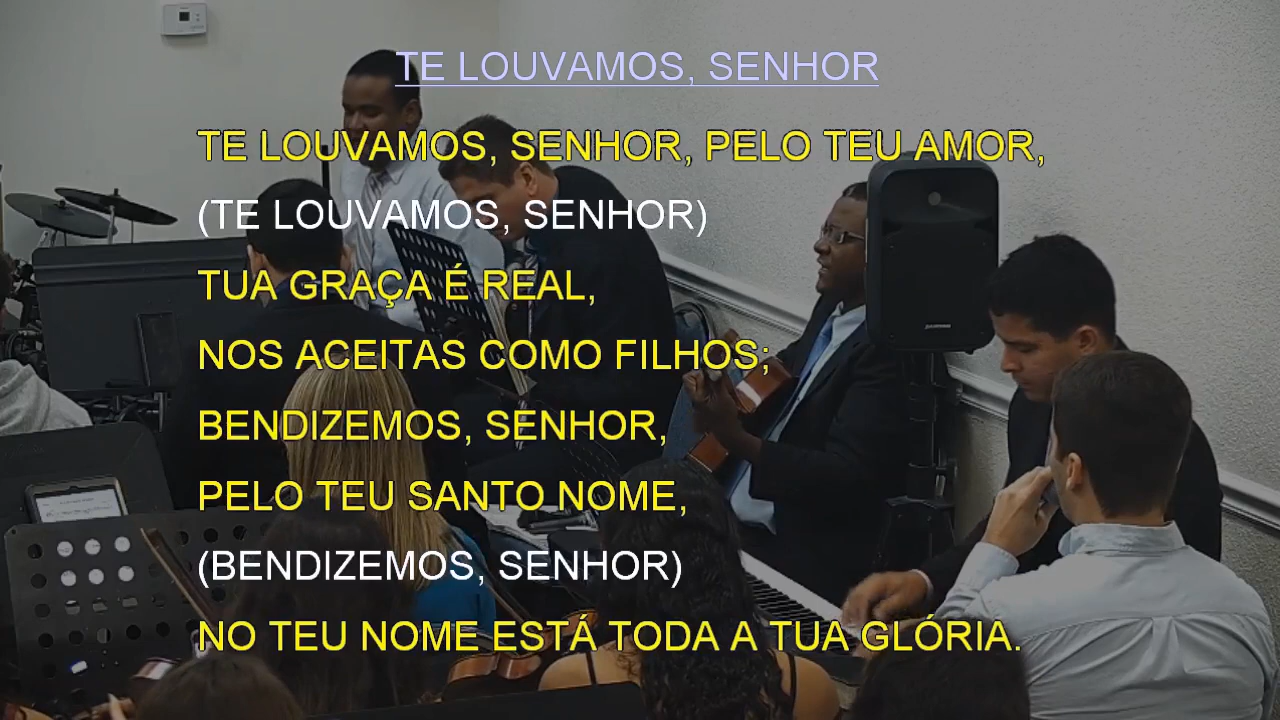 TE LOUVAMOS, SENHOR
TE LOUVAMOS, SENHOR, PELO TEU AMOR,
(TE LOUVAMOS, SENHOR)
TUA GRAÇA É REAL,
NOS ACEITAS COMO FILHOS;
BENDIZEMOS, SENHOR,
PELO TEU SANTO NOME,
(BENDIZEMOS, SENHOR)
NO TEU NOME ESTÁ TODA A TUA GLÓRIA.